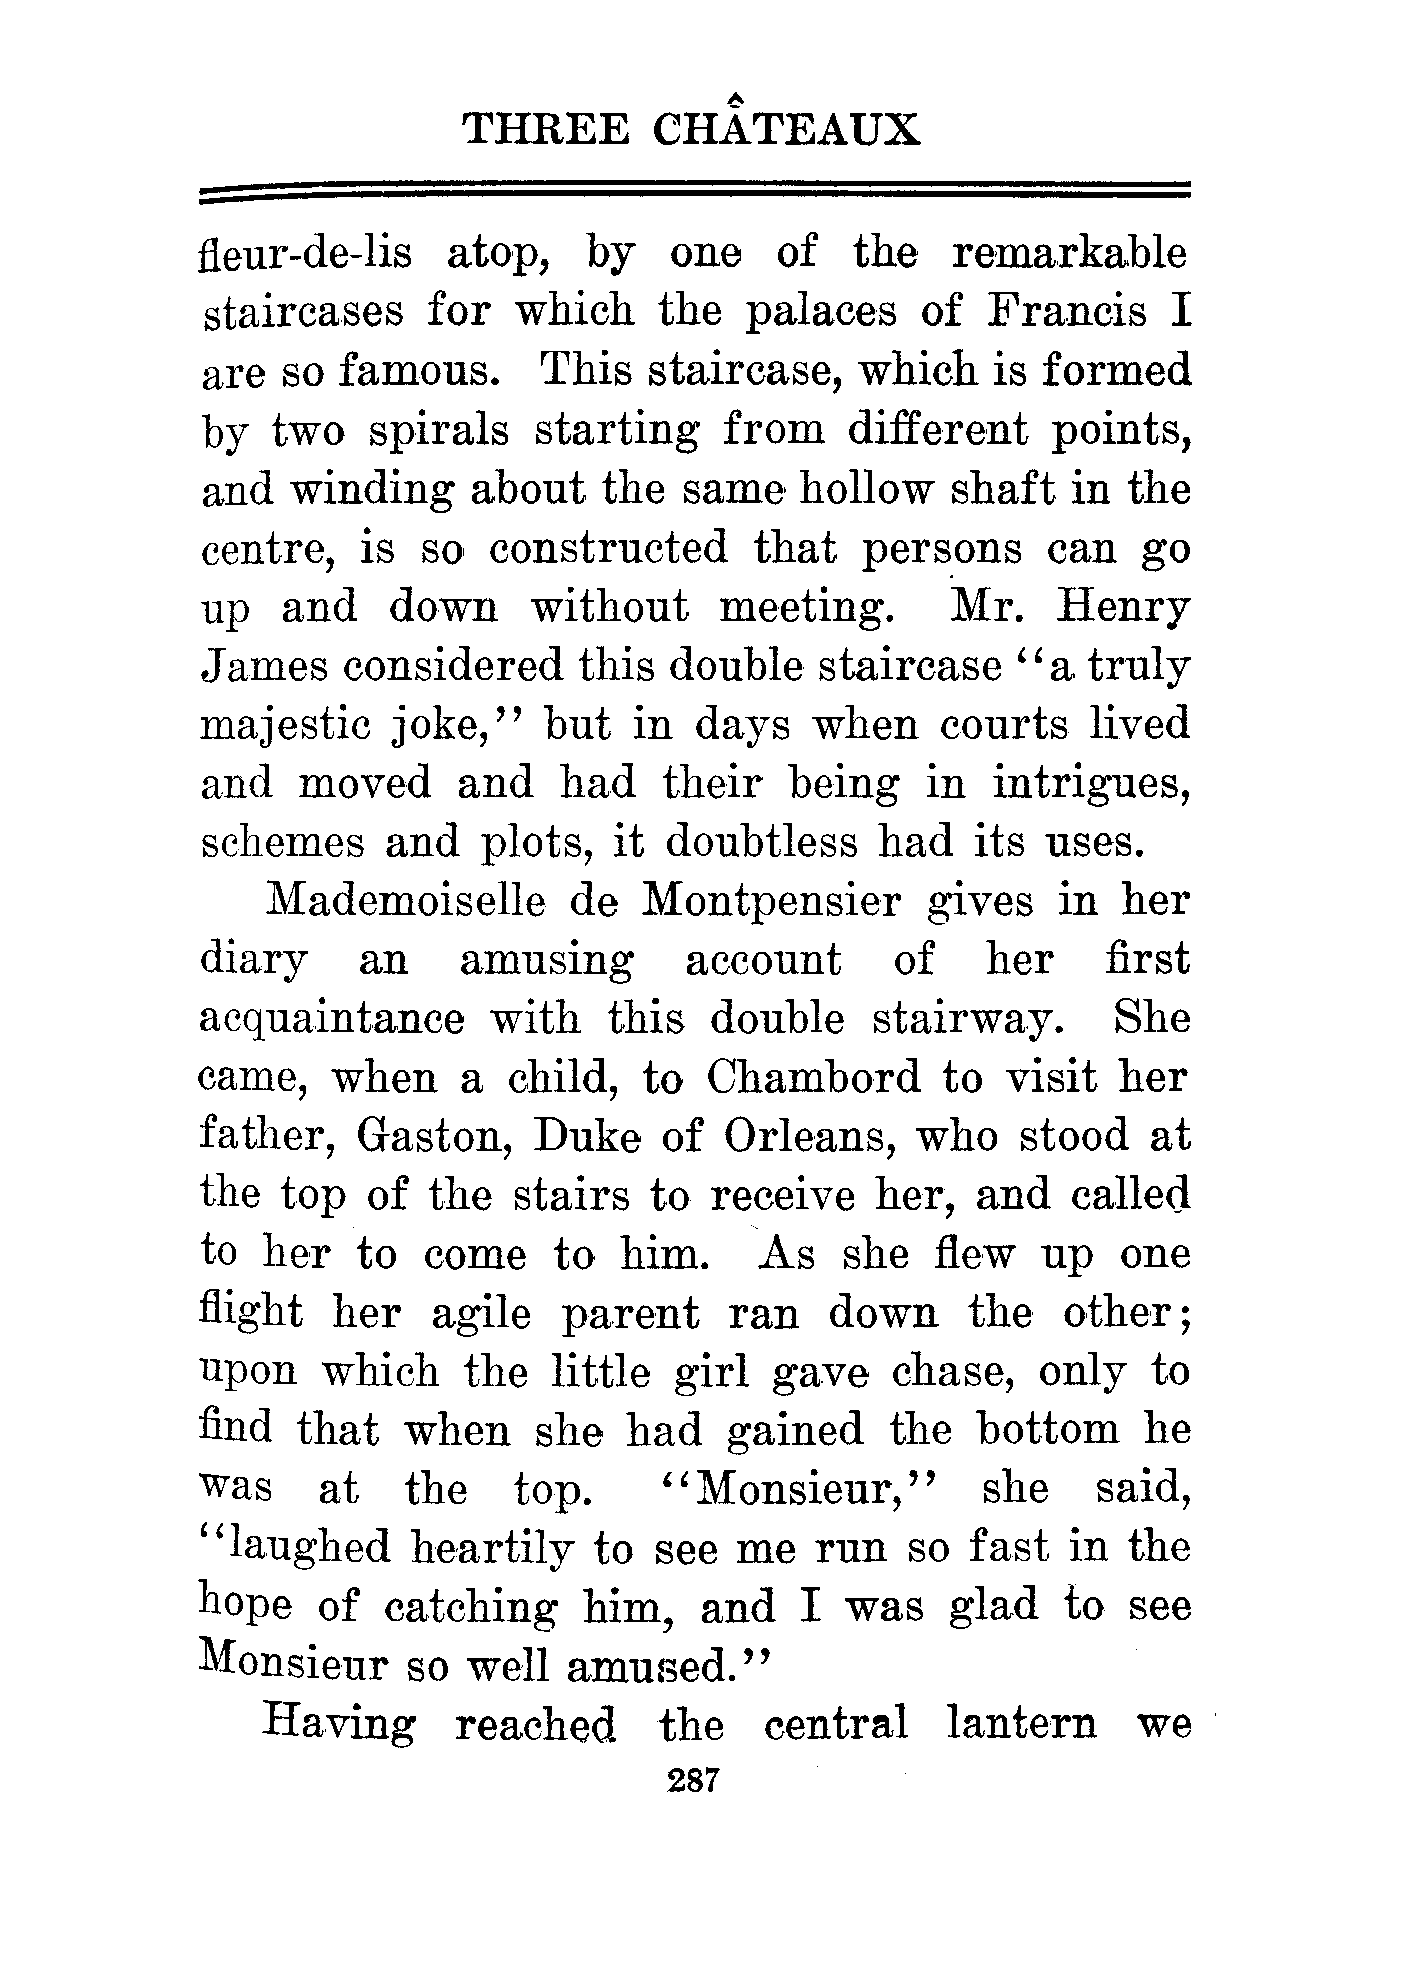 THREE CHÂTEAUX
fleur-de-lis atop, by one of the remarkable
staircases for which the palaces of Francis I
are so famous. This staircase, which is formed
by two spirals starting from different points,
and winding about the same hollow shaft in the
centre, is so constructed that persons can go
up and down without meeting. Mr. Henry
James considered this double staircase "a truly
majestic joke," but in days when courts lived
and moved and had their being in intrigues,
schemes and plots, it doubtless had its uses.
Mademoiselle de Montpensier gives in her
diary an amusing account of her first
acquaintance with this double stairway. She
came, when a child, to Chambord to visit her
father, Gaston, Duke of Orleans, who stood at
the top of the stairs to receive her, and called
to her to come to him. As she flew up one
flight her agile parent ran down the other;
upon which the little girl gave chase, only to
find that when she had gained the bottom he
was at the top. "Monsieur," she said,
"laughed heartily to see me run so fast in the
hope of catching him, and I was glad to see
Monsieur so well amused."
Having reached the central lantern we
287